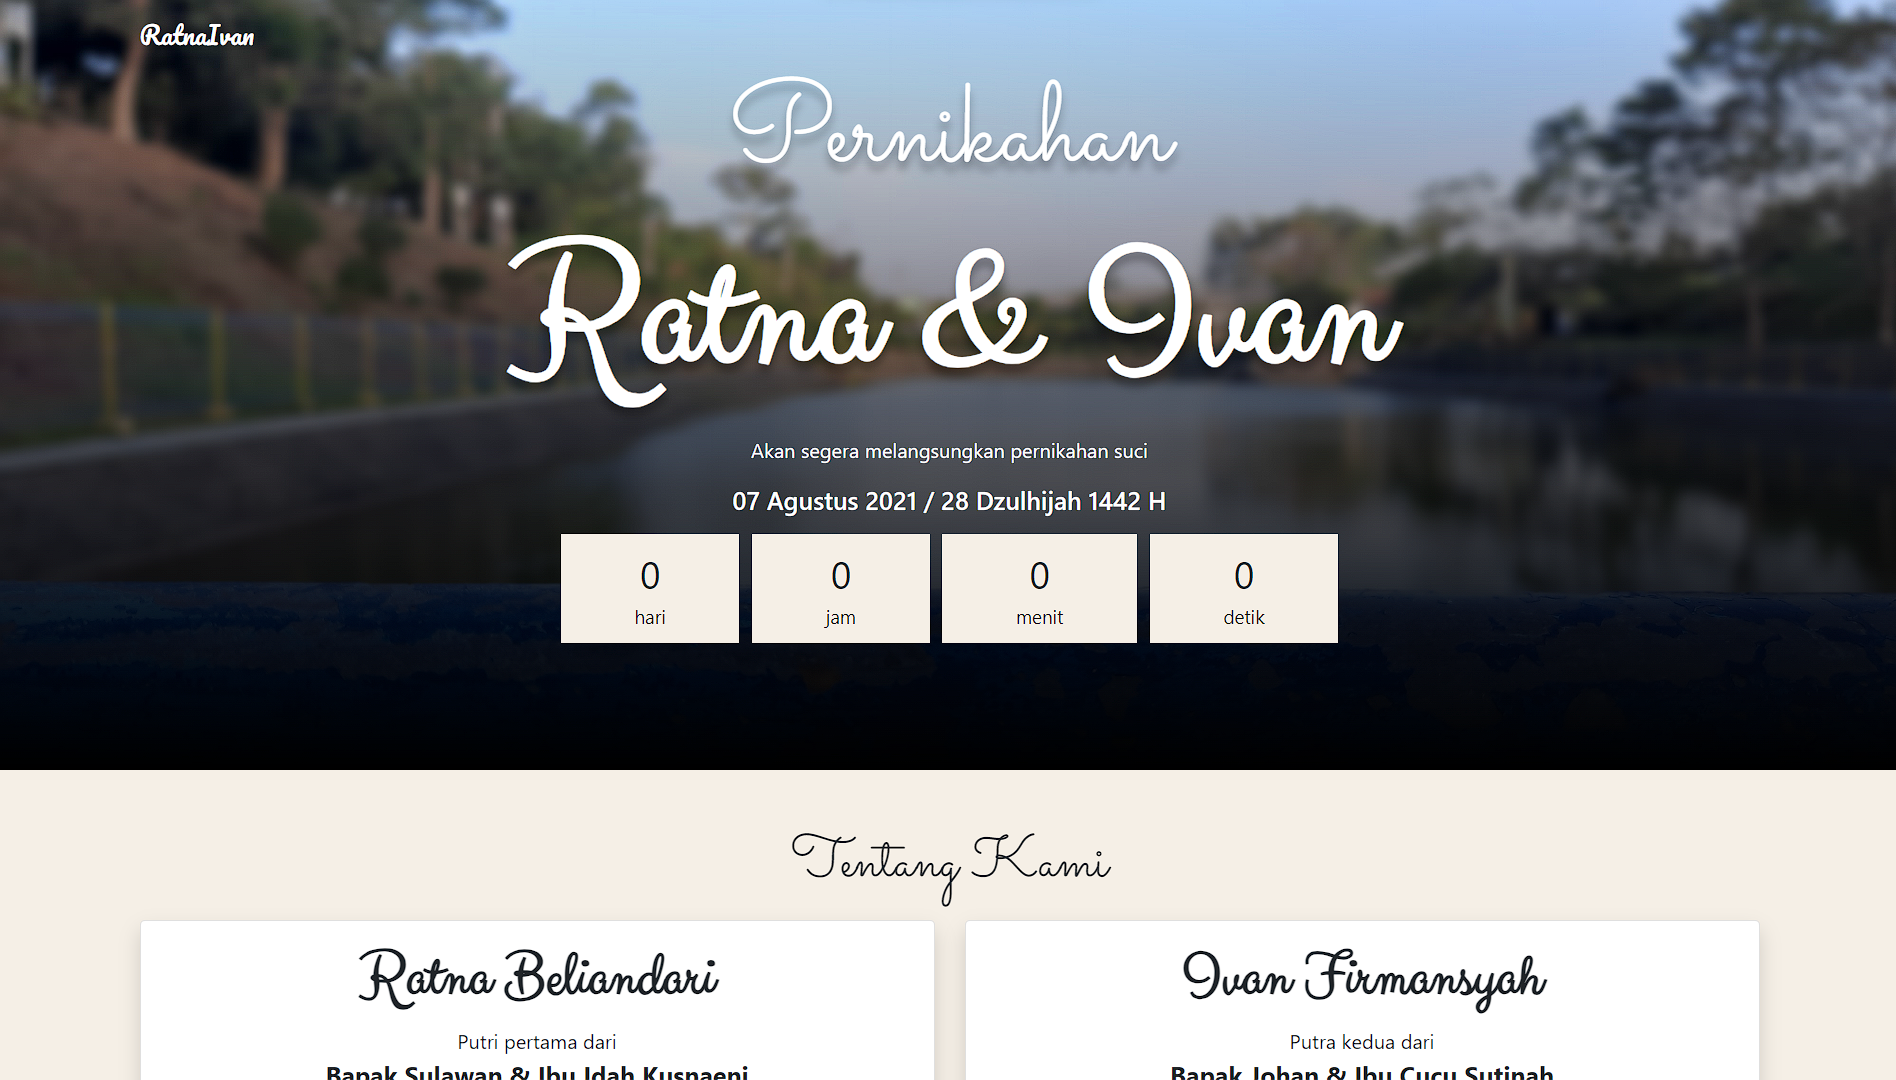 RatnaIvan
Pernikahan
Ratna & Ivan
Akan segera melangsungkan pernikahan suci
07 Agustus 2021 / 28 Dzulhijah 1442 H
0 0 0 0
hari jam menit detik
Tentang Kami
Ratna Beliandari
Putri pertama dari
Bapak Sulawan & Ibu Idah Kusnaeni
Ivan Firmansyah
Putra kedua dari
Bapak Johan & Ibu Cucu Sutinah